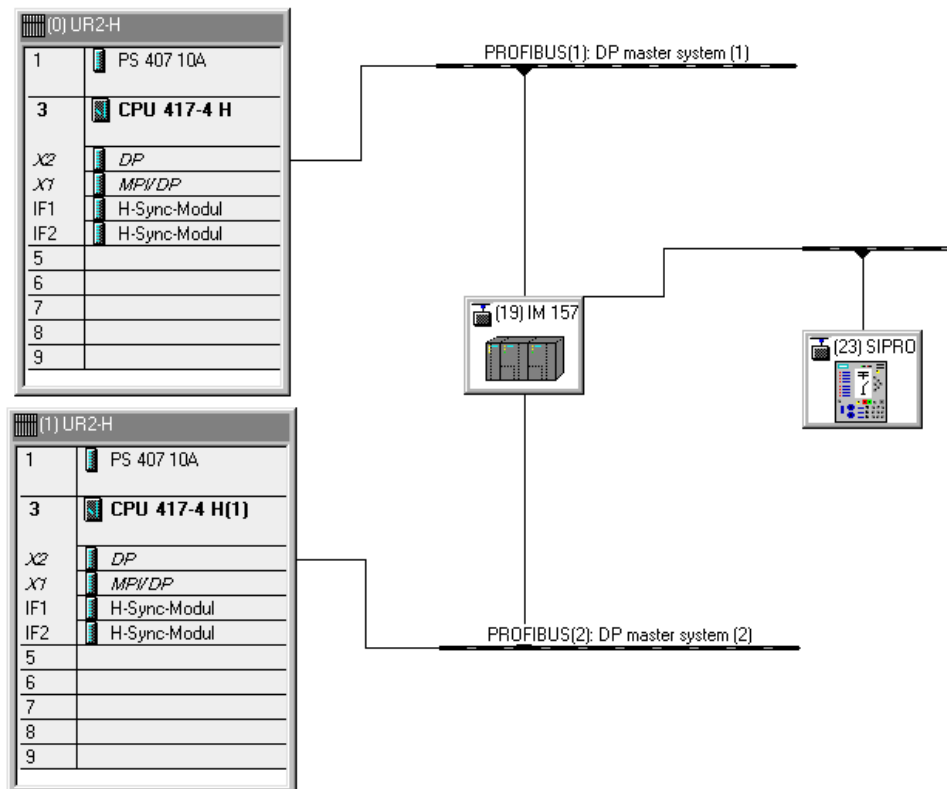 (0) UR2-H
1 PS 407 10A
3 CPU 417-4 H
X2 DP
X1 MPI/DP
IF1 H-Sync-Modul
IF2 H-Sync-Modul
5
6
7
8
9
PROFIBUS(1): DP master system (1)
(19) IM 157
(23) SIPRO
(1) UR2-H
1 PS 407 10A
3 CPU 417-4 H(1)
X2 DP
X1 MPI/DP
IF1 H-Sync-Modul
IF2 H-Sync-Modul
5
6
7
8
9
PROFIBUS(2): DP master system (2)